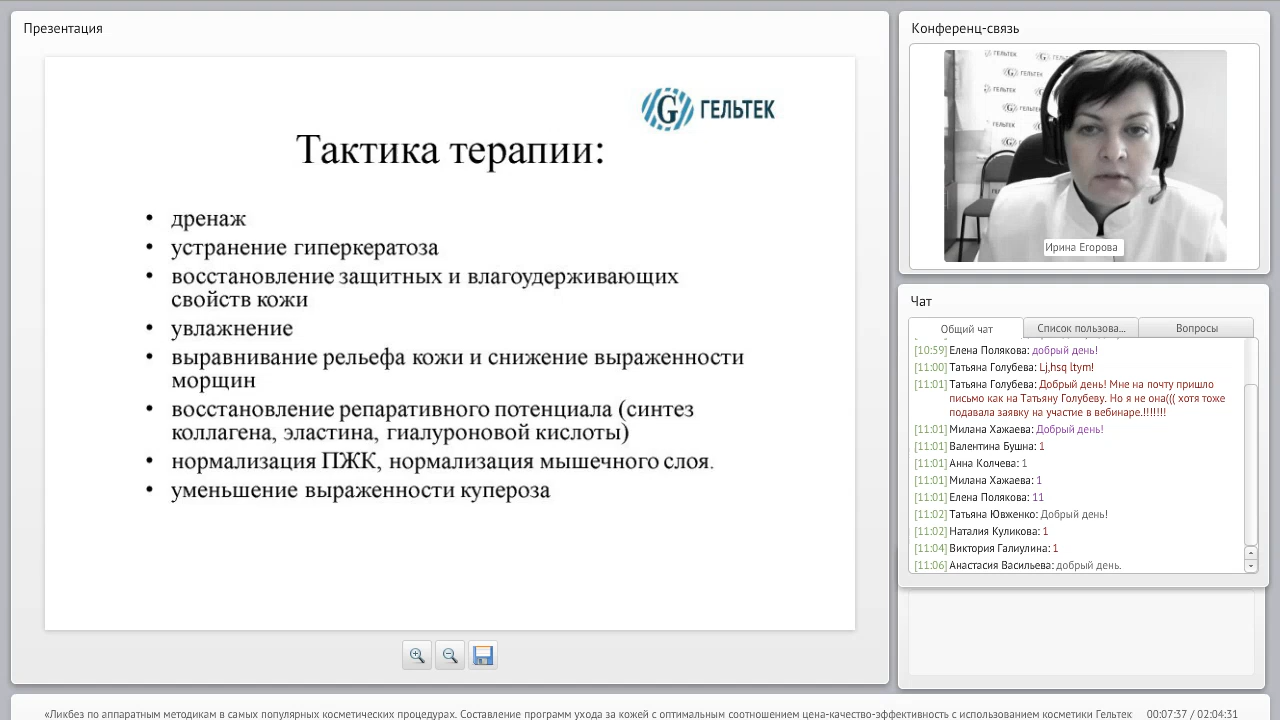 Презентация
ГЕЛЬТЕК
Тактика терапии:
• дренаж
• устранение гиперкератоза
• восстановление защитных и влагоудерживающих
свойств кожи
• увлажнение
• выравнивание рельефа кожи и снижение выраженности
морщин
• восстановление репаративного потенциала (синтез
коллагена, эластина, гиалуроновой кислоты)
• нормализация ПЖК, нормализация мышечного слоя.
• уменьшение выраженности купероза
Конференц-связь
ГЕЛЬТЕК
ГЕЛЬТЕК
ГЕЛЬТЕК
ГЕЛЬТЕК
Ирина Егорова
Чат
Общий чат
Список пользова...
Вопросы
[10:59] Елена Полякова: добрый день!
[11:00] Татьяна Голубева: Lj,hsq ltym!
[11:01] Татьяна Голубева: Добрый день! Мне на почту пришло
письмо как на Татьяну Голубеву. Но я не она((( хотя тоже
подавала заявку на участие в вебинаре.!!!!!!!
[11:01] Милана Хажаева: Добрый день!
[11:01] Валентина Бушна: 1
[11:01] Анна Колчева: 1
[11:01] Милана Хажаева: 1
[11:01] Елена Полякова: 11
[11:02] Татьяна Ювженко: Добрый день!
[11:02] Наталия Куликова: 1
[11:04] Виктория Галиулина: 1
[11:06] Анастасия Васильева: добрый день.
«Ликбез по аппаратным методикам в самых популярных косметических процедурах. Составление программ ухода за кожей с оптимальным соотношением цена-качество-эффективность с использованием косметики Гельтек
00:07:37 / 02:04:31